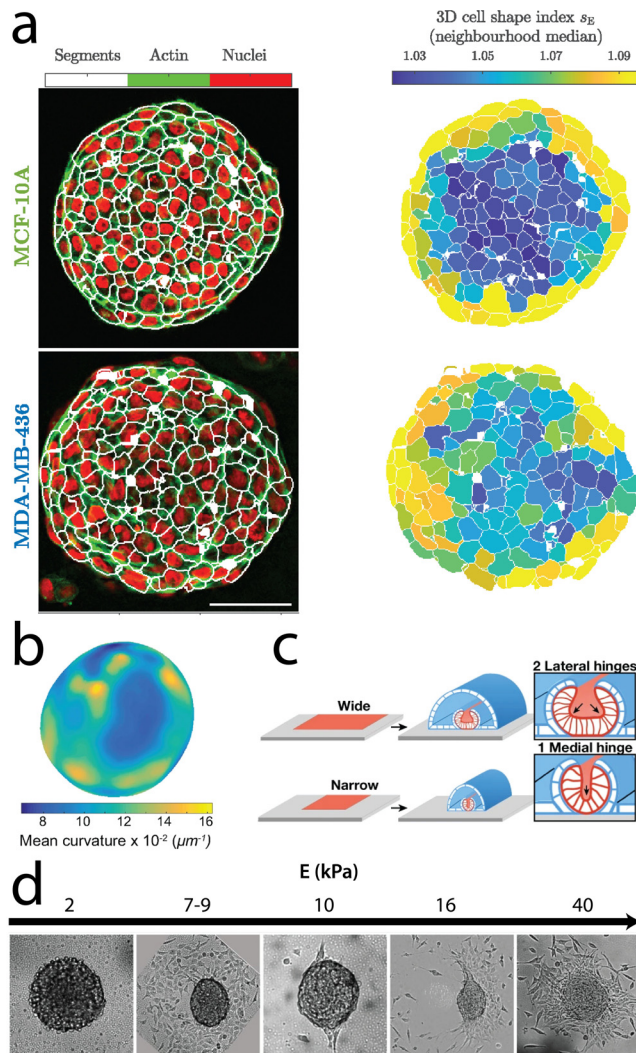 a
3D cell shape index sE
(neighbourhood median)
Segments Actin Nuclei
1.03 1.05 1.07 1.09
MCF-10A
MDA-MB-436
b
c
2 Lateral hinges
Wide
1 Medial hinge
Narrow
8 10 12 14 16
Mean curvature x 10-2 (µm-1)
d
E (kPa)
2 7-9 10 16 40